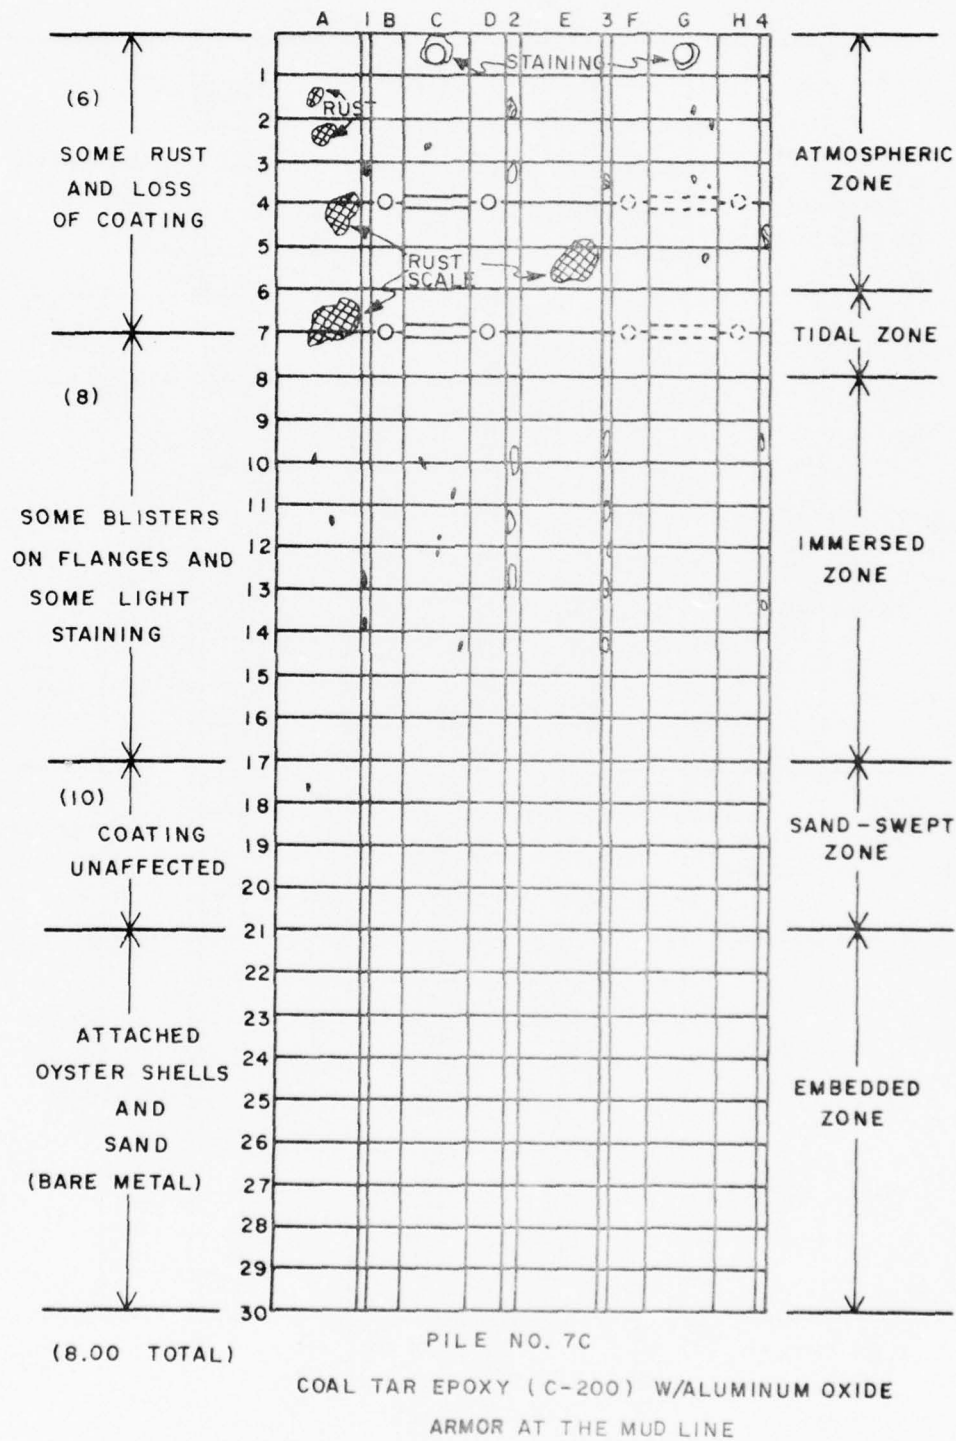 A 1 B C D 2 E 3 F G H 4
STAINING
1
(6)
RUST
2
SOME RUST
AND LOSS
OF COATING
3
ATMOSPHERIC
ZONE
4
5
RUST
SCALE
6
7
TIDAL ZONE
8
(8)
9
10
11
SOME BLISTERS
ON FLANGES AND
SOME LIGHT
STAINING
12
IMMERSED
ZONE
13
14
15
16
17
(10)
18
COATING
UNAFFECTED
SAND-SWEPT
ZONE
19
20
21
22
23
ATTACHED
OYSTER SHELLS
AND
SAND
(BARE METAL)
24
25
EMBEDDED
ZONE
26
27
28
29
30
(8.00 TOTAL)
PILE NO. 7C
COAL TAR EPOXY (C-200) W/ALUMINUM OXIDE
ARMOR AT THE MUD LINE